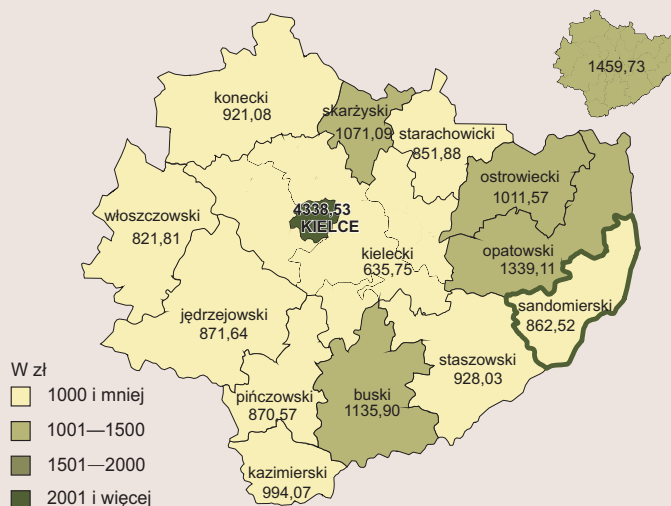 1459,73
konecki
921,08
skarżyski
1071,09
starachowicki
851,88
ostrowiecki
1011,57
włoszczowski
821,81
4338,53
KIELCE
kielecki
635,75
opatowski
1339,11
jędrzejowski
871,64
sandomierski
862,52
staszowski
928,03
pińczowski
870,57
buski
1135,90
kazimierski
994,07
W zł
1000 i mniej
1001—1500
1501—2000
2001 i więcej